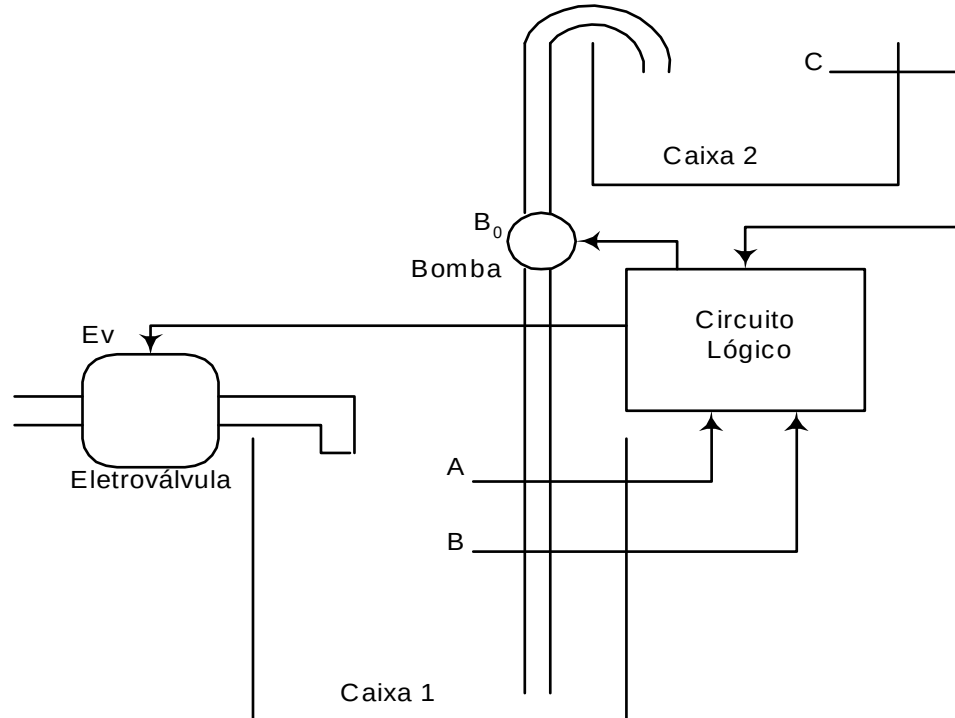 C
Caixa 2
B₀
Bomba
Circuito
Lógico
Ev
Eletroválvula
A
B
Caixa 1